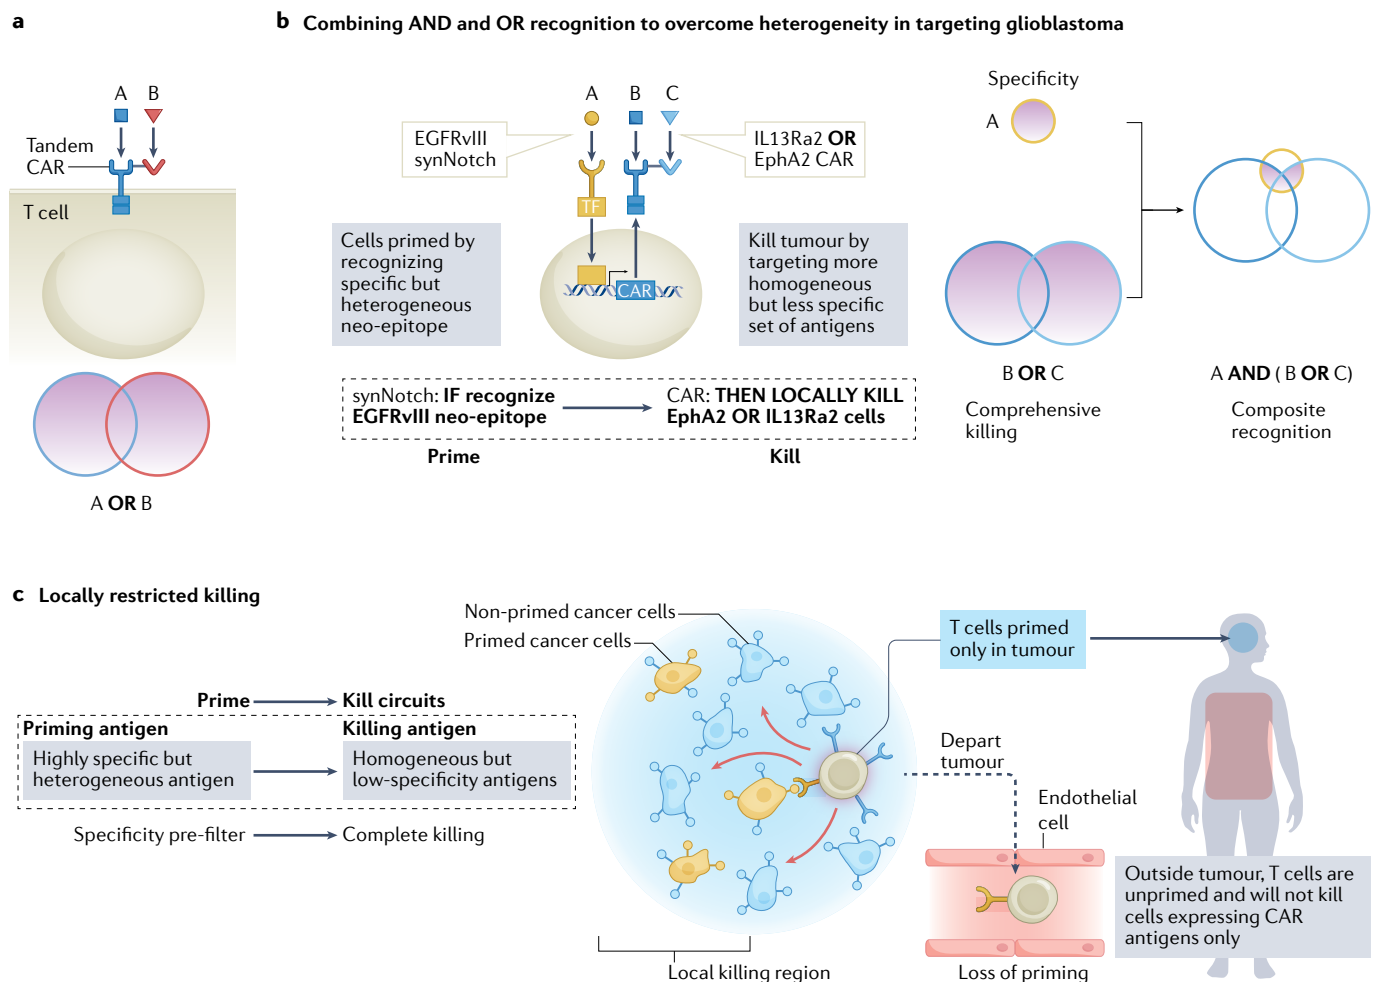 a
A B
Tandem
CAR
T cell
A OR B
b Combining AND and OR recognition to overcome heterogeneity in targeting glioblastoma
A B C
EGFRvIII
synNotch
IL13Ra2 OR
EphA2 CAR
TF
CAR
Cells primed by
recognizing
specific but
heterogeneous
neo-epitope
Kill tumour by
targeting more
homogeneous
but less specific
set of antigens
synNotch: IF recognize
EGFRvIII neo-epitope
CAR: THEN LOCALLY KILL
EphA2 OR IL13Ra2 cells
Prime
Kill
Specificity
A
B OR C
Comprehensive
killing
A AND ( B OR C)
Composite
recognition
c Locally restricted killing
Prime
Kill circuits
Priming antigen
Killing antigen
Highly specific but
heterogeneous antigen
Homogeneous but
low-specificity antigens
Specificity pre-filter
Complete killing
Non-primed cancer cells
Primed cancer cells
Local killing region
T cells primed
only in tumour
Depart
tumour
Endothelial
cell
Loss of priming
Outside tumour, T cells are
unprimed and will not kill
cells expressing CAR
antigens only